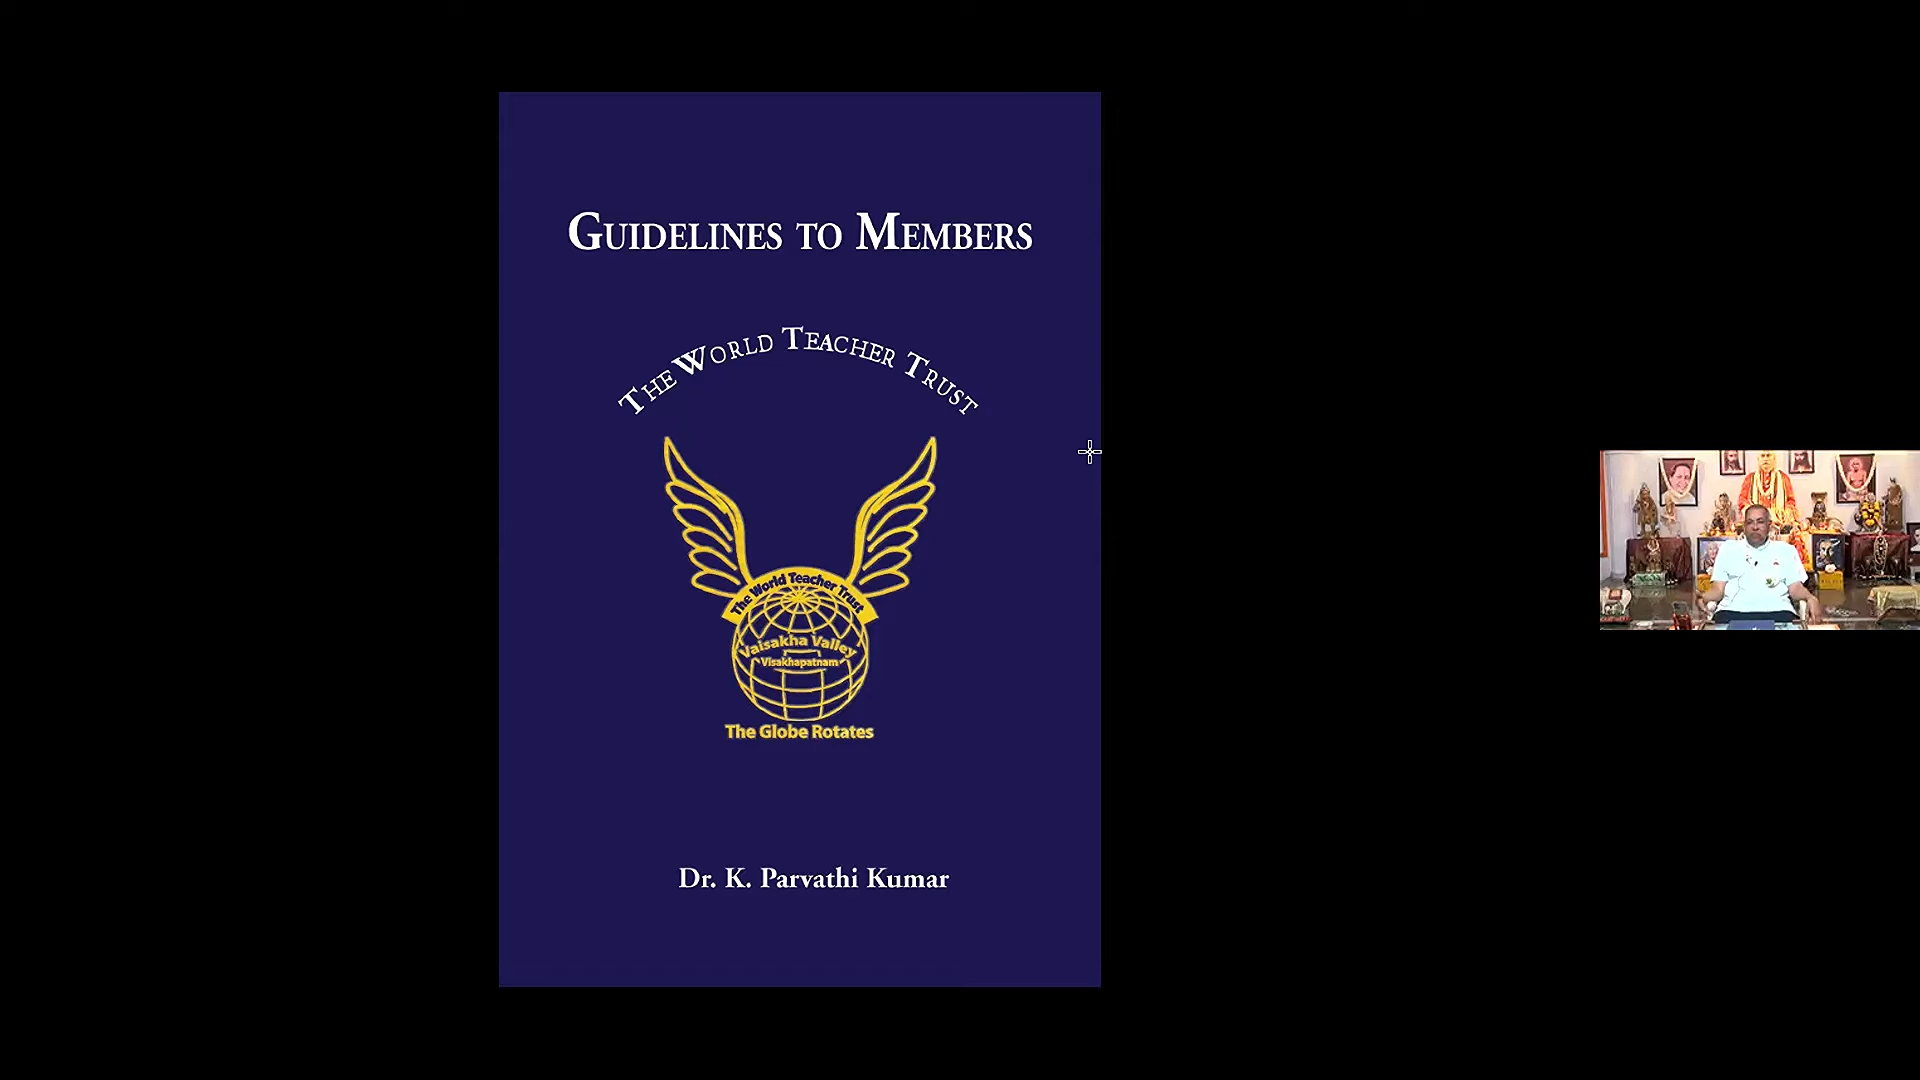 GUIDELINES TO MEMBERS
THE WORLD TEACHER TRUST
The World Teacher Trust
Vaisakha Valley
Visakhapatnam
The Globe Rotates
Dr. K. Parvathi Kumar